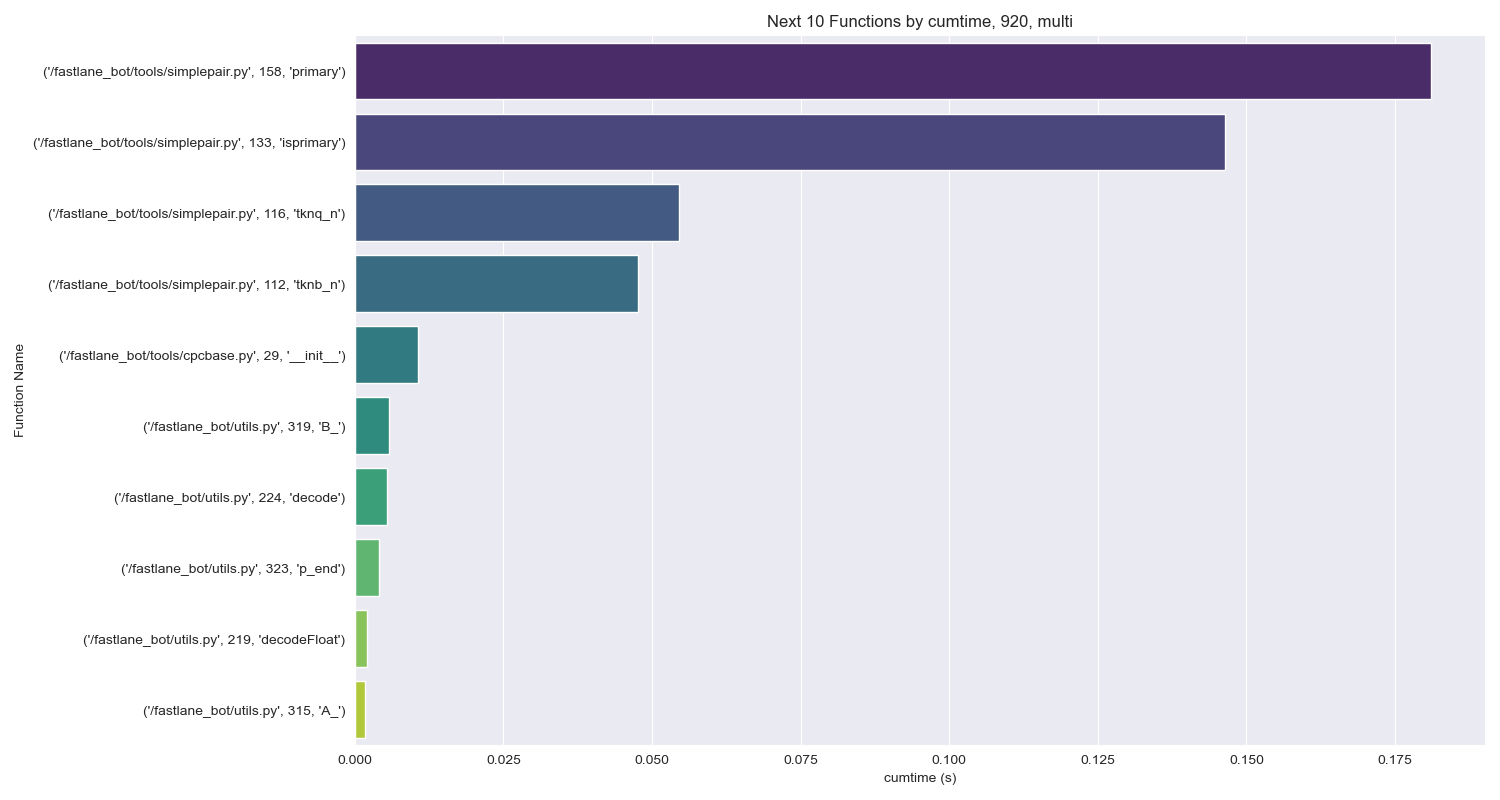 Next 10 Functions by cumtime, 920, multi
('/fastlane_bot/tools/simplepair.py', 158, 'primary')
('/fastlane_bot/tools/simplepair.py', 133, 'isprimary')
('/fastlane_bot/tools/simplepair.py', 116, 'tknq_n')
('/fastlane_bot/tools/simplepair.py', 112, 'tknb_n')
('/fastlane_bot/tools/cpcbase.py', 29, '__init__')
('/fastlane_bot/utils.py', 319, 'B_')
('/fastlane_bot/utils.py', 224, 'decode')
('/fastlane_bot/utils.py', 323, 'p_end')
('/fastlane_bot/utils.py', 219, 'decodeFloat')
('/fastlane_bot/utils.py', 315, 'A_')
Function Name
0.000 0.025 0.050 0.075 0.100 0.125 0.150 0.175
cumtime (s)